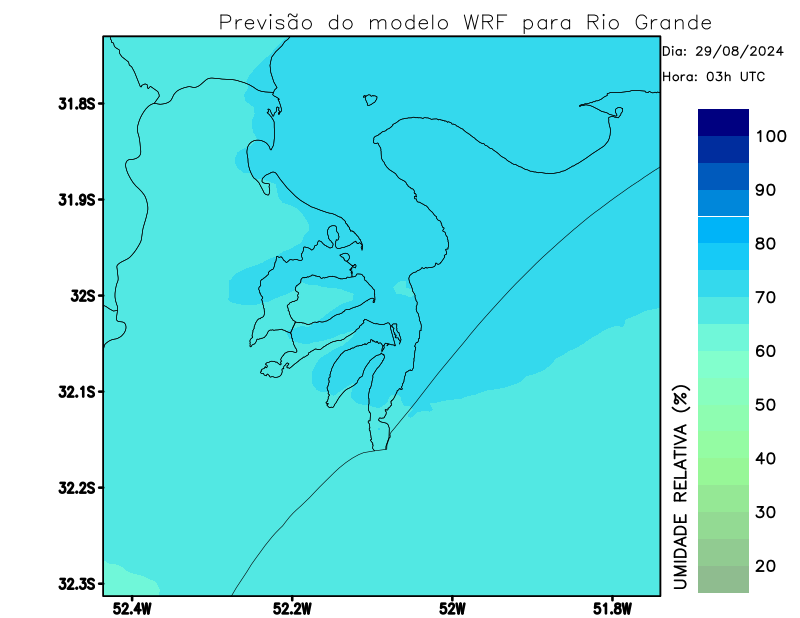 Previsão do modelo WRF para Rio Grande
Dia: 29/08/2024
Hora: 03h UTC
31.8S
31.9S
32S
32.1S
32.2S
32.3S
52.4W
52.2W
52W
51.8W
100
90
80
70
60
50
40
30
20
UMIDADE RELATIVA (%)